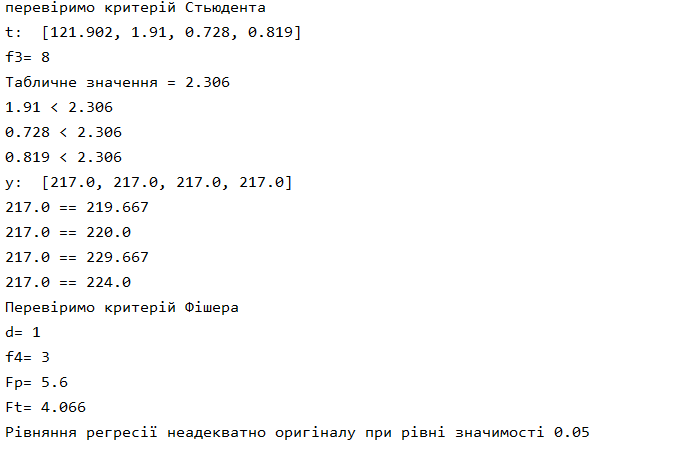 перевіримо критерій Стьюдента
t:  [121.902, 1.91, 0.728, 0.819]
f3= 8
Табличне значення = 2.306
1.91 < 2.306
0.728 < 2.306
0.819 < 2.306
y:  [217.0, 217.0, 217.0, 217.0]
217.0 == 219.667
217.0 == 220.0
217.0 == 229.667
217.0 == 224.0
Перевіримо критерій Фішера
d= 1
f4= 3
Fp= 5.6
Ft= 4.066
Рівняння регресії неадекватно оригіналу при рівні значимості 0.05